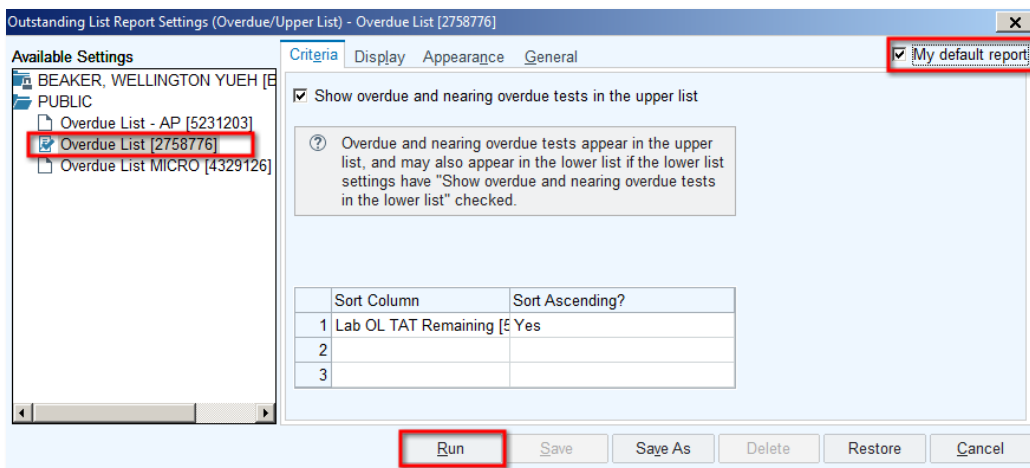 Outstanding List Report Settings (Overdue/Upper List) - Overdue List [2758776]
Available Settings
BEAKER, WELLINGTON YUEH [B
PUBLIC
Overdue List - AP [5231203]
Overdue List [2758776]
Overdue List MICRO [4329126]
Criteria Display Appearance General
My default report
Show overdue and nearing overdue tests in the upper list
Overdue and nearing overdue tests appear in the upper
list, and may also appear in the lower list if the lower list
settings have "Show overdue and nearing overdue tests
in the lower list" checked.
Sort Column Sort Ascending?
1 Lab OL TAT Remaining [5 Yes
2
3
Run Save Save As Delete Restore Cancel